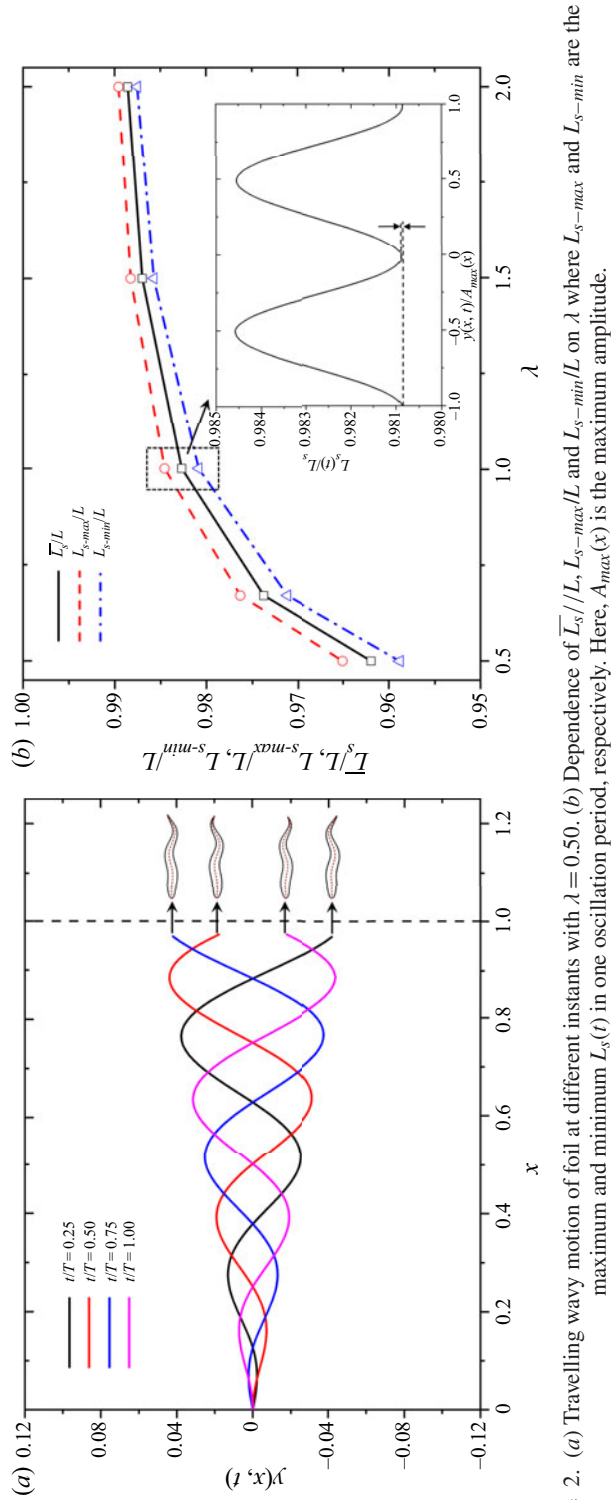 (a)
0.12
0.08
0.04
0
−0.04
−0.08
−0.12
y(x, t)
t/T = 0.25
t/T = 0.50
t/T = 0.75
t/T = 1.00
0 0.2 0.4 0.6 0.8 1.0 1.2
x
(b)
1.00
0.99
0.98
0.97
0.96
0.95
L̅s/L, Ls-max/L, Ls-min/L
L̅s/L
Ls-max/L
Ls-min/L
0.5 1.0 1.5 2.0
λ
0.985
0.984
0.983
0.982
0.981
0.980
Ls(t)/Ls
−1.0 −0.5 0 0.5 1.0
y(x, t)/Amax(x)
2. (a) Travelling wavy motion of foil at different instants with λ = 0.50. (b) Dependence of L̅s//L, Ls−max/L and Ls−min/L on λ where Ls−max and Ls−min are the
maximum and minimum Ls(t) in one oscillation period, respectively. Here, Amax(x) is the maximum amplitude.